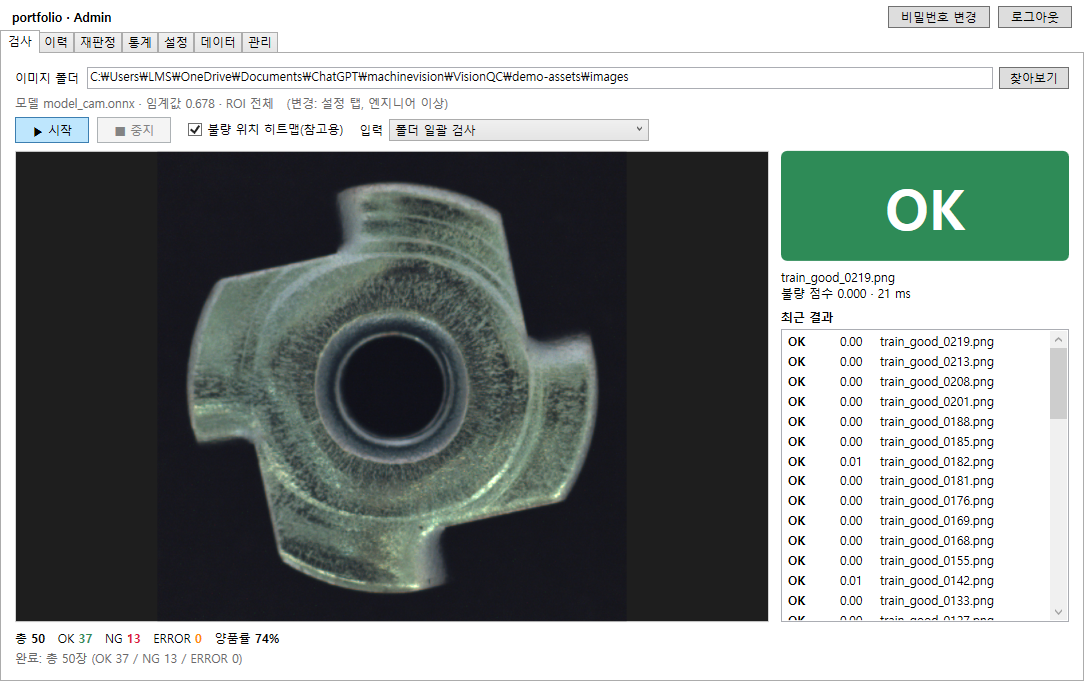 portfolio · Admin
비밀번호 변경
로그아웃
검사
이력
재판정
통계
설정
데이터
관리
이미지 폴더
C:₩Users₩LMS₩OneDrive₩Documents₩ChatGPT₩machinevision₩VisionQC₩demo-assets₩images
찾아보기
모델 model_cam.onnx · 임계값 0.678 · ROI 전체 (변경: 설정 탭, 엔지니어 이상)
▶ 시작
■ 중지
불량 위치 히트맵(참고용)
입력
폴더 일괄 검사
OK
train_good_0219.png
불량 점수 0.000 · 21 ms
최근 결과
OK 0.00 train_good_0219.png
OK 0.00 train_good_0213.png
OK 0.00 train_good_0208.png
OK 0.00 train_good_0201.png
OK 0.00 train_good_0188.png
OK 0.00 train_good_0185.png
OK 0.01 train_good_0182.png
OK 0.00 train_good_0181.png
OK 0.00 train_good_0176.png
OK 0.00 train_good_0169.png
OK 0.00 train_good_0168.png
OK 0.00 train_good_0155.png
OK 0.01 train_good_0142.png
OK 0.00 train_good_0133.png
OK 0.00 train_good_0127.png
총 50 OK 37 NG 13 ERROR 0 양품률 74%
완료: 총 50장 (OK 37 / NG 13 / ERROR 0)